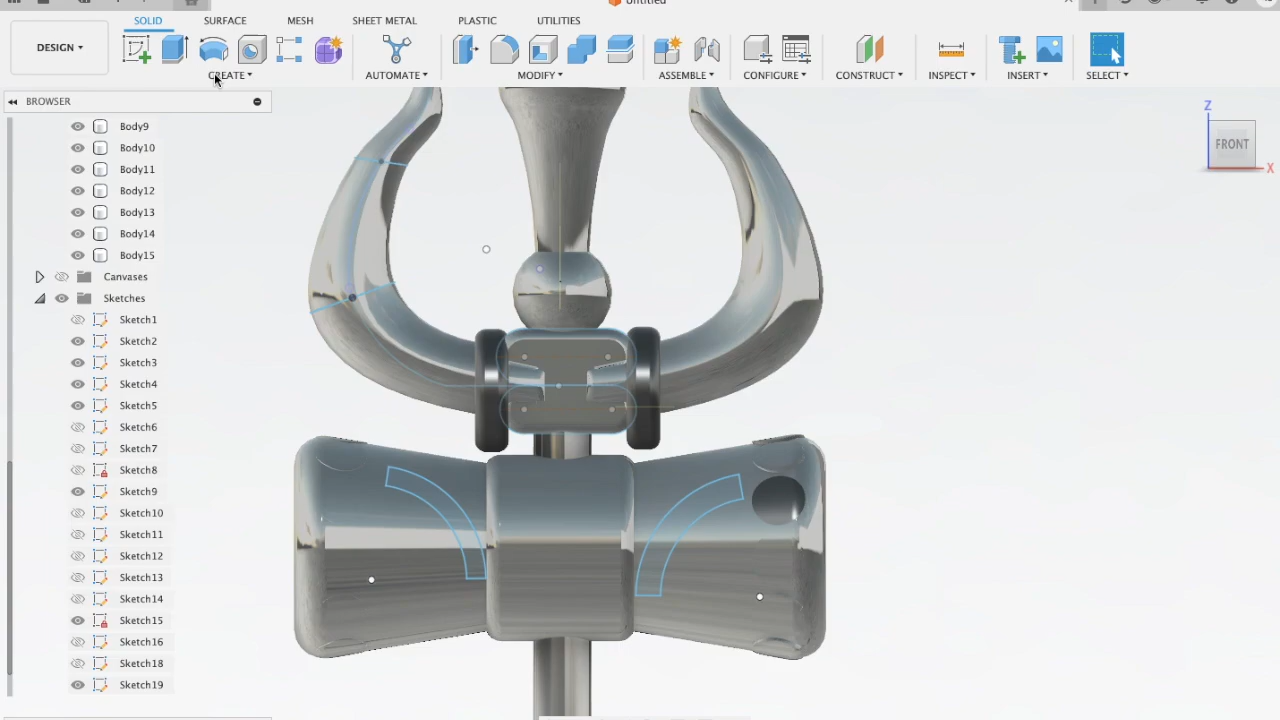 Untitled
SOLID SURFACE MESH SHEET METAL PLASTIC UTILITIES
DESIGN
CREATE AUTOMATE MODIFY ASSEMBLE CONFIGURE CONSTRUCT INSPECT INSERT SELECT
BROWSER
Body9
Body10
Body11
Body12
Body13
Body14
Body15
Canvases
Sketches
Sketch1
Sketch2
Sketch3
Sketch4
Sketch5
Sketch6
Sketch7
Sketch8
Sketch9
Sketch10
Sketch11
Sketch12
Sketch13
Sketch14
Sketch15
Sketch16
Sketch18
Sketch19
Z
FRONT
X